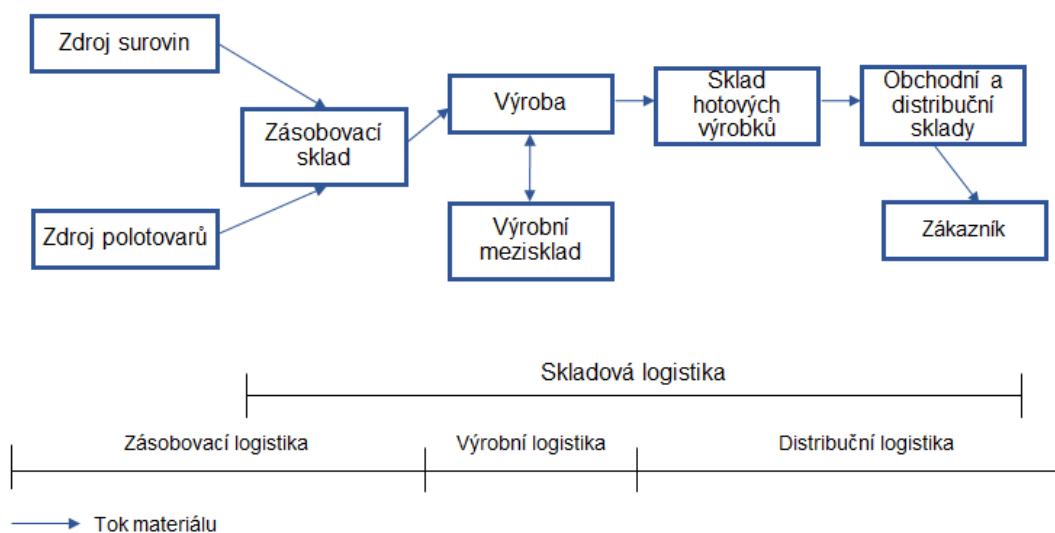 Zdroj surovin
Zásobovací
sklad
Zdroj polotovarů
Výroba
Výrobní
mezisklad
Sklad
hotových
výrobků
Obchodní a
distribuční
sklady
Zákazník
Skladová logistika
Zásobovací logistika
Výrobní logistika
Distribuční logistika
Tok materiálu